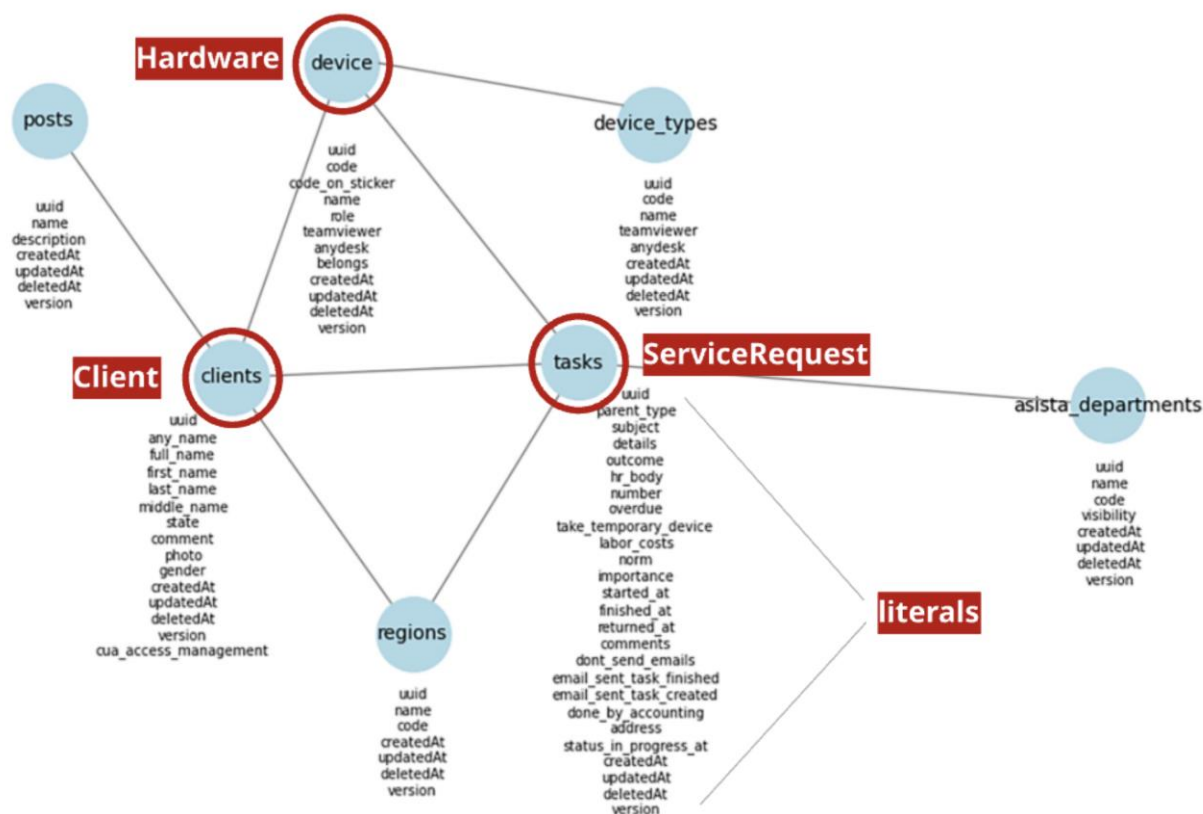 Hardware
device
posts
device_types
uuid
code
code_on_sticker
name
role
teamviewer
anydesk
belongs
createdAt
updatedAt
deletedAt
version
uuid
code
name
teamviewer
anydesk
createdAt
updatedAt
deletedAt
version
uuid
name
description
createdAt
updatedAt
deletedAt
version
Client
clients
tasks
ServiceRequest
asista_departments
uuid
any_name
full_name
first_name
last_name
middle_name
state
comment
photo
gender
createdAt
updatedAt
deletedAt
version
cua_access_management
uuid
parent_type
subject
details
outcome
hr_body
number
overdue
take_temporary_device
labor_costs
norm
importance
started_at
finished_at
returned_at
comments
dont_send_emails
email_sent_task_finished
email_sent_task_created
done_by_accounting
address
status_in_progress_at
createdAt
updatedAt
deletedAt
version
uuid
name
code
visibility
createdAt
updatedAt
deletedAt
version
literals
regions
uuid
name
code
createdAt
updatedAt
deletedAt
version